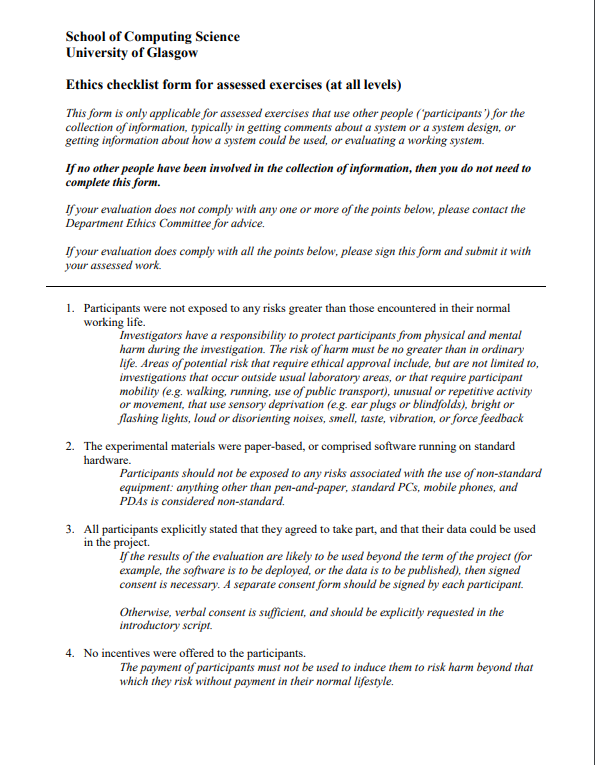 School of Computing Science
University of Glasgow
Ethics checklist form for assessed exercises (at all levels)
This form is only applicable for assessed exercises that use other people ('participants') for the
collection of information, typically in getting comments about a system or a system design, or
getting information about how a system could be used, or evaluating a working system.
If no other people have been involved in the collection of information, then you do not need to
complete this form.
If your evaluation does not comply with any one or more of the points below, please contact the
Department Ethics Committee for advice.
If your evaluation does comply with all the points below, please sign this form and submit it with
your assessed work.
1. Participants were not exposed to any risks greater than those encountered in their normal
working life.
Investigators have a responsibility to protect participants from physical and mental
harm during the investigation. The risk of harm must be no greater than in ordinary
life. Areas of potential risk that require ethical approval include, but are not limited to,
investigations that occur outside usual laboratory areas, or that require participant
mobility (e.g. walking, running, use of public transport), unusual or repetitive activity
or movement, that use sensory deprivation (e.g. ear plugs or blindfolds), bright or
flashing lights, loud or disorienting noises, smell, taste, vibration, or force feedback
2. The experimental materials were paper-based, or comprised software running on standard
hardware.
Participants should not be exposed to any risks associated with the use of non-standard
equipment: anything other than pen-and-paper, standard PCs, mobile phones, and
PDAs is considered non-standard.
3. All participants explicitly stated that they agreed to take part, and that their data could be used
in the project.
If the results of the evaluation are likely to be used beyond the term of the project (for
example, the software is to be deployed, or the data is to be published), then signed
consent is necessary. A separate consent form should be signed by each participant.
Otherwise, verbal consent is sufficient, and should be explicitly requested in the
introductory script.
4. No incentives were offered to the participants.
The payment of participants must not be used to induce them to risk harm beyond that
which they risk without payment in their normal lifestyle.